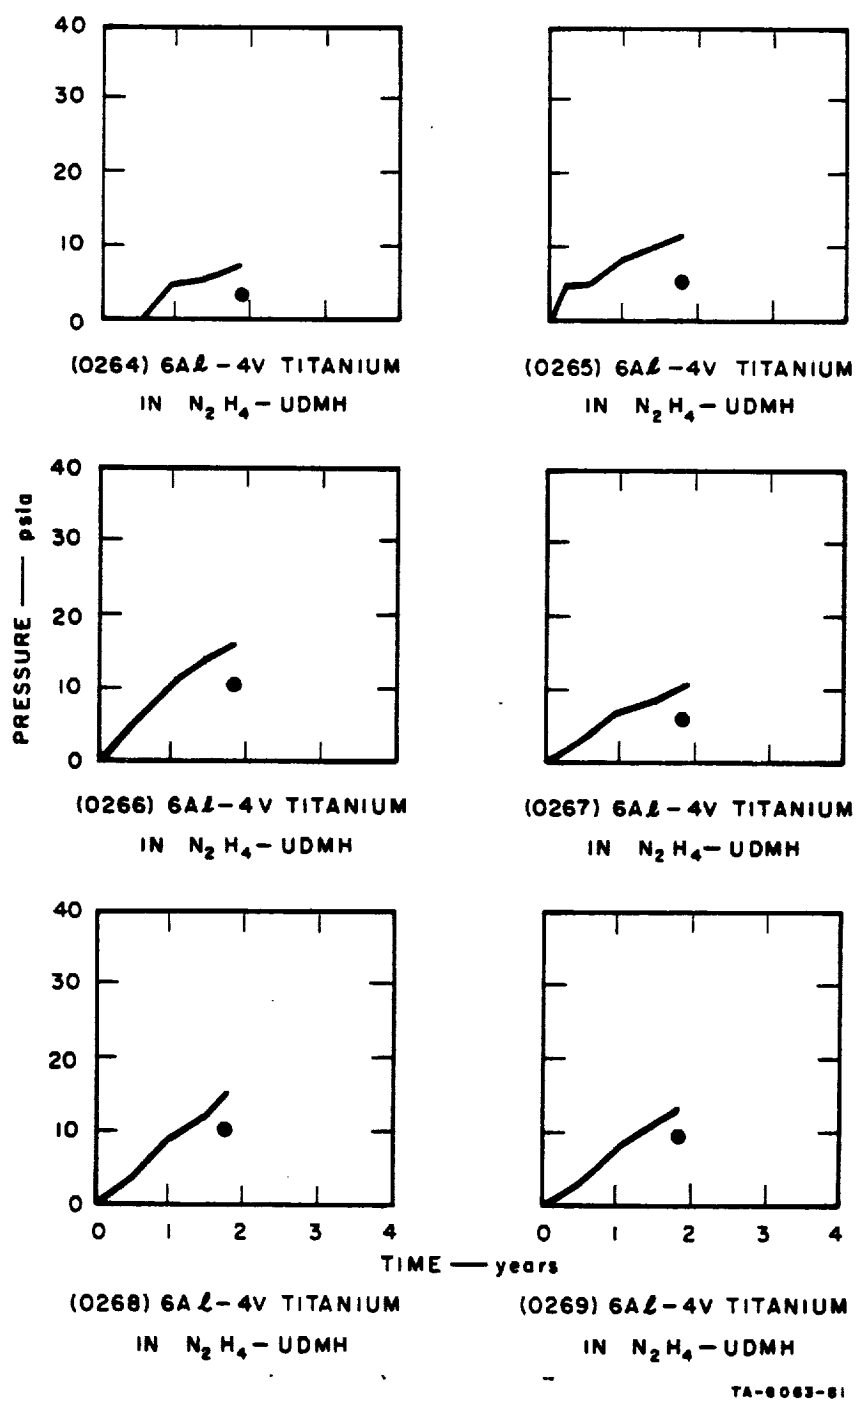 40
30
20
10
0
(0264) 6Aℓ-4V TITANIUM
IN N₂H₄-UDMH
(0265) 6Aℓ-4V TITANIUM
IN N₂H₄-UDMH
PRESSURE — psia
40
30
20
10
0
(0266) 6Aℓ-4V TITANIUM
IN N₂H₄-UDMH
(0267) 6Aℓ-4V TITANIUM
IN N₂H₄-UDMH
40
30
20
10
0
0 1 2 3 4
0 1 2 3 4
TIME — years
(0268) 6Aℓ-4V TITANIUM
IN N₂H₄-UDMH
(0269) 6Aℓ-4V TITANIUM
IN N₂H₄-UDMH